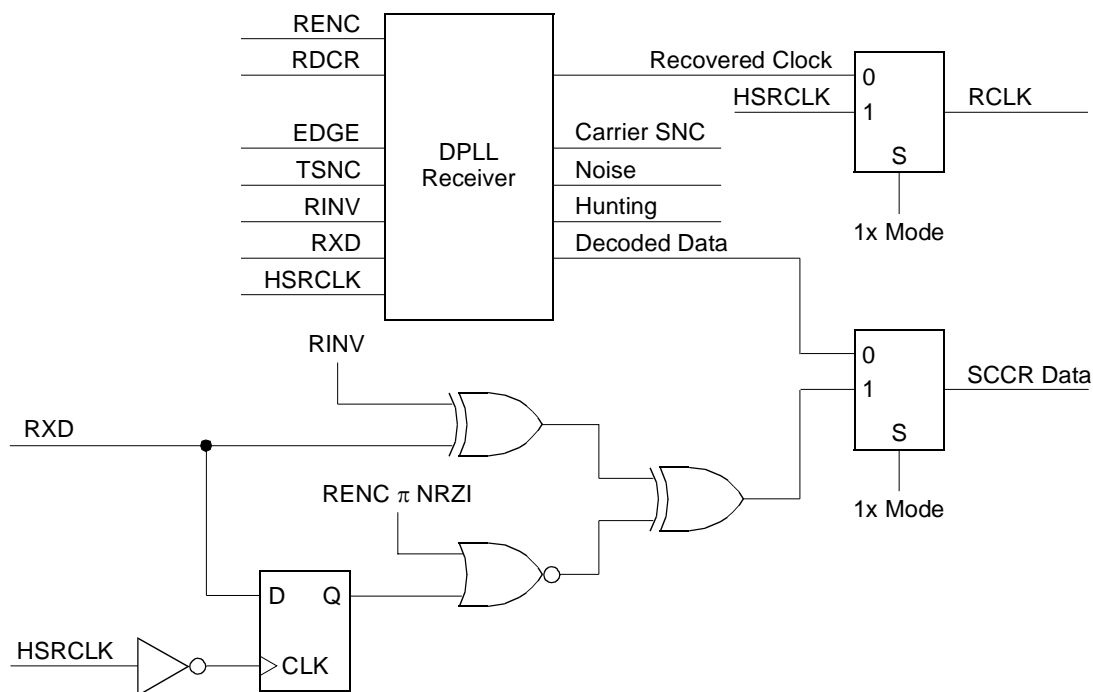 RENC
RDCR
EDGE
TSNC
RINV
RXD
HSRCLK
DPLL
Receiver
Recovered Clock
Carrier SNC
Noise
Hunting
Decoded Data
HSRCLK
0
1
S
RCLK
1x Mode
RINV
RXD
RENC π NRZI
0
1
S
SCCR Data
1x Mode
D Q
CLK
HSRCLK